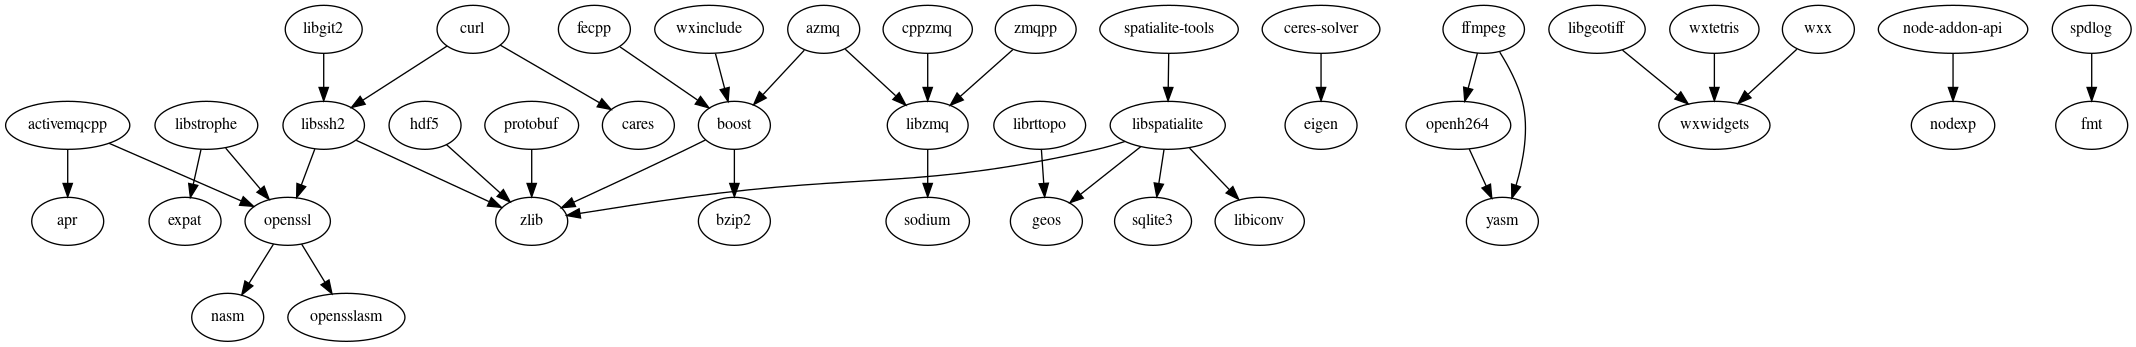 libgit2
curl
fecpp
wxinclude
azmq
cppzmq
zmqpp
spatialite-tools
ceres-solver
ffmpeg
libgeotiff
wxtetris
wxx
node-addon-api
spdlog
activemqcpp
libstrophe
libssh2
hdf5
protobuf
cares
boost
libzmq
librttopo
libspatialite
eigen
openh264
wxwidgets
nodexp
fmt
apr
expat
openssl
zlib
bzip2
sodium
geos
sqlite3
libiconv
yasm
nasm
opensslasm